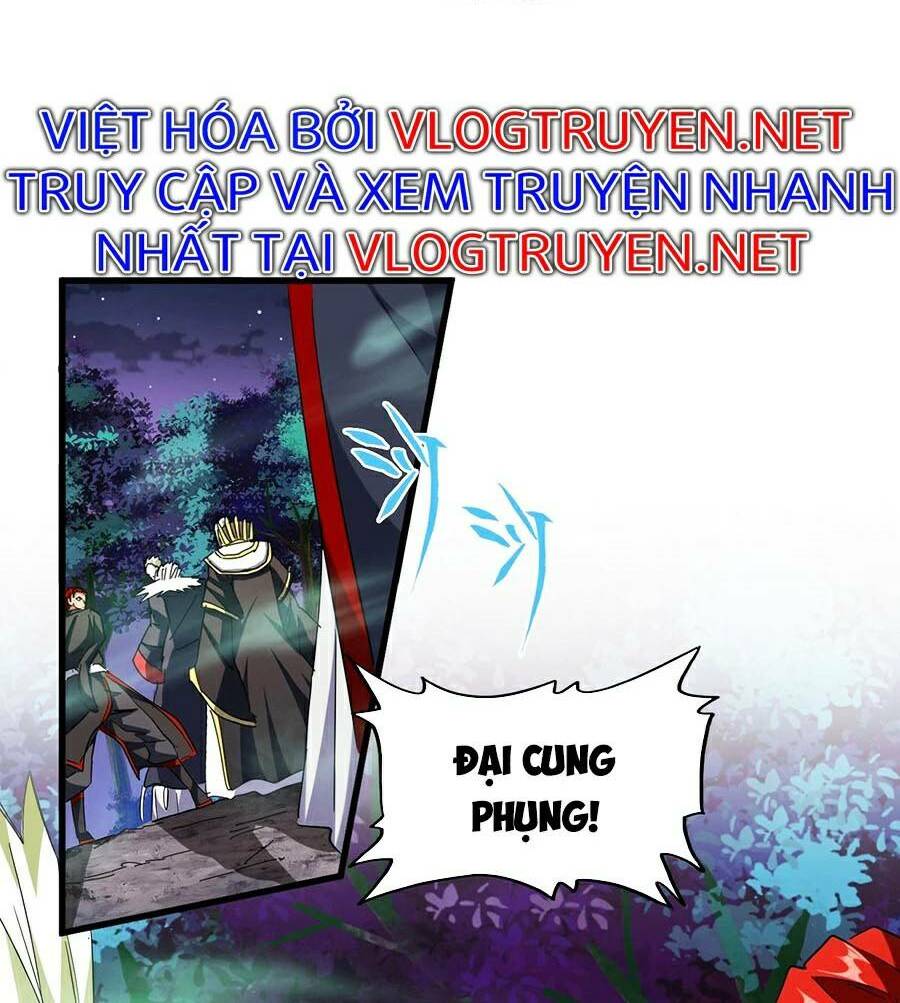 VIỆT HÓA BỞI VLOGTRUYEN.NET
TRUY CẬP VÀ XEM TRUYỆN NHANH
NHẤT TẠI VLOGTRUYEN.NET
ĐẠI CUNG
PHỤNG!